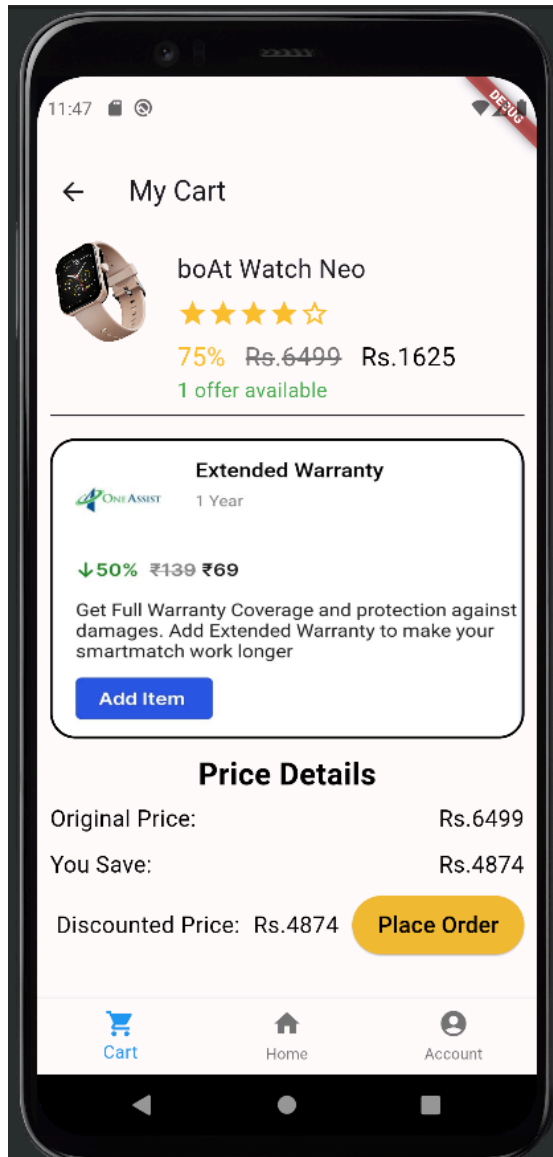 11:47
DEBUG
My Cart
boAt Watch Neo
75% Rs.6499 Rs.1625
1 offer available
Extended Warranty
ONE ASSIST
1 Year
↓50% ₹139 ₹69
Get Full Warranty Coverage and protection against
damages. Add Extended Warranty to make your
smartmatch work longer
Add Item
Price Details
Original Price: Rs.6499
You Save: Rs.4874
Discounted Price: Rs.4874 Place Order
Cart Home Account